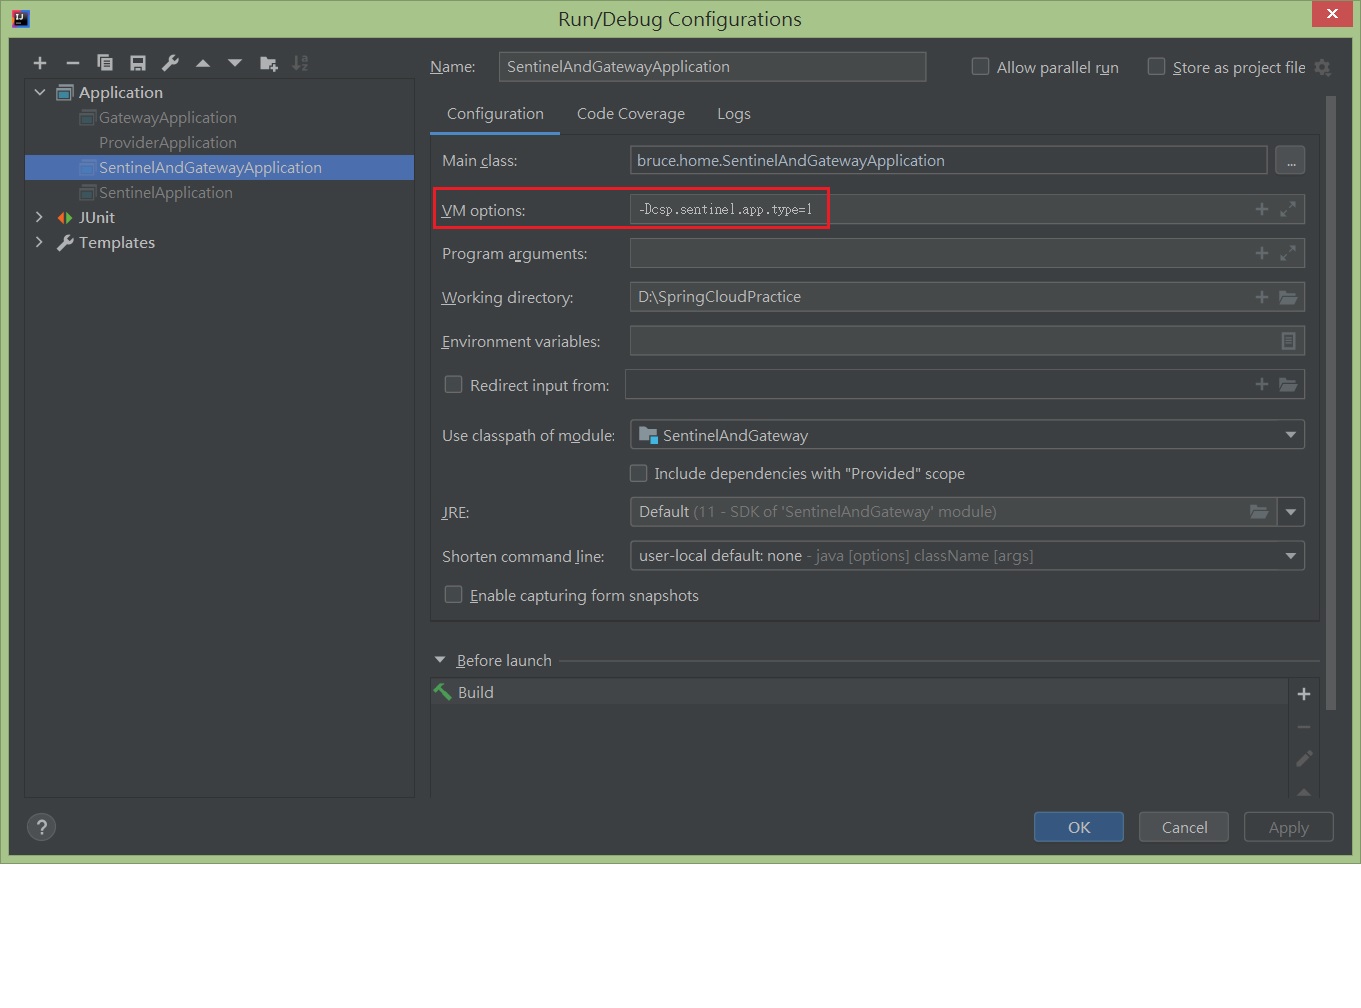 Run/Debug Configurations
Name: SentinelAndGatewayApplication Allow parallel run Store as project file
Application
GatewayApplication
ProviderApplication
SentinelAndGatewayApplication
SentinelApplication
JUnit
Templates
Configuration Code Coverage Logs
Main class: bruce.home.SentinelAndGatewayApplication ...
VM options: -Dcsp.sentinel.app.type=1
Program arguments:
Working directory: D:\SpringCloudPractice
Environment variables:
Redirect input from:
Use classpath of module: SentinelAndGateway
Include dependencies with "Provided" scope
JRE: Default (11 - SDK of 'SentinelAndGateway' module)
Shorten command line: user-local default: none - java [options] className [args]
Enable capturing form snapshots
Before launch
Build
? OK Cancel Apply